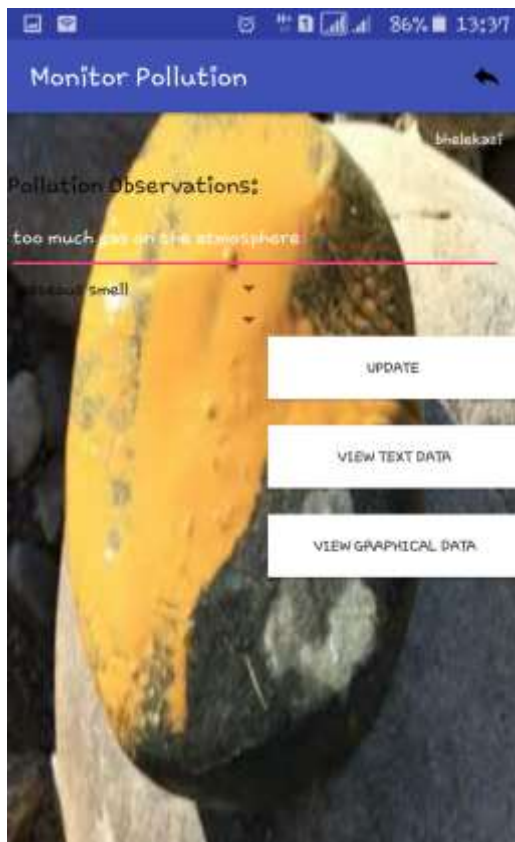 86% 13:37
Monitor Pollution
bhelekazi
Pollution Observations:
too much gas on the atmosphere
gaseous smell
UPDATE
VIEW TEXT DATA
VIEW GRAPHICAL DATA